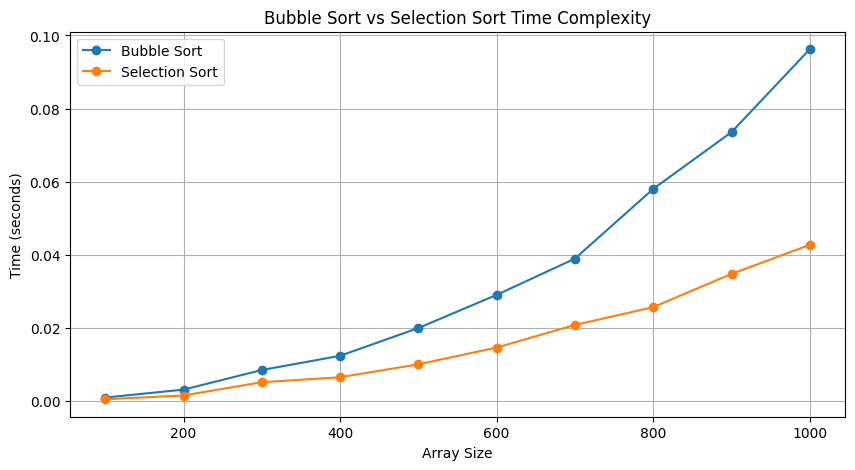 Bubble Sort vs Selection Sort Time Complexity
Bubble Sort
Selection Sort
Time (seconds)
0.10
0.08
0.06
0.04
0.02
0.00
200
400
600
800
1000
Array Size